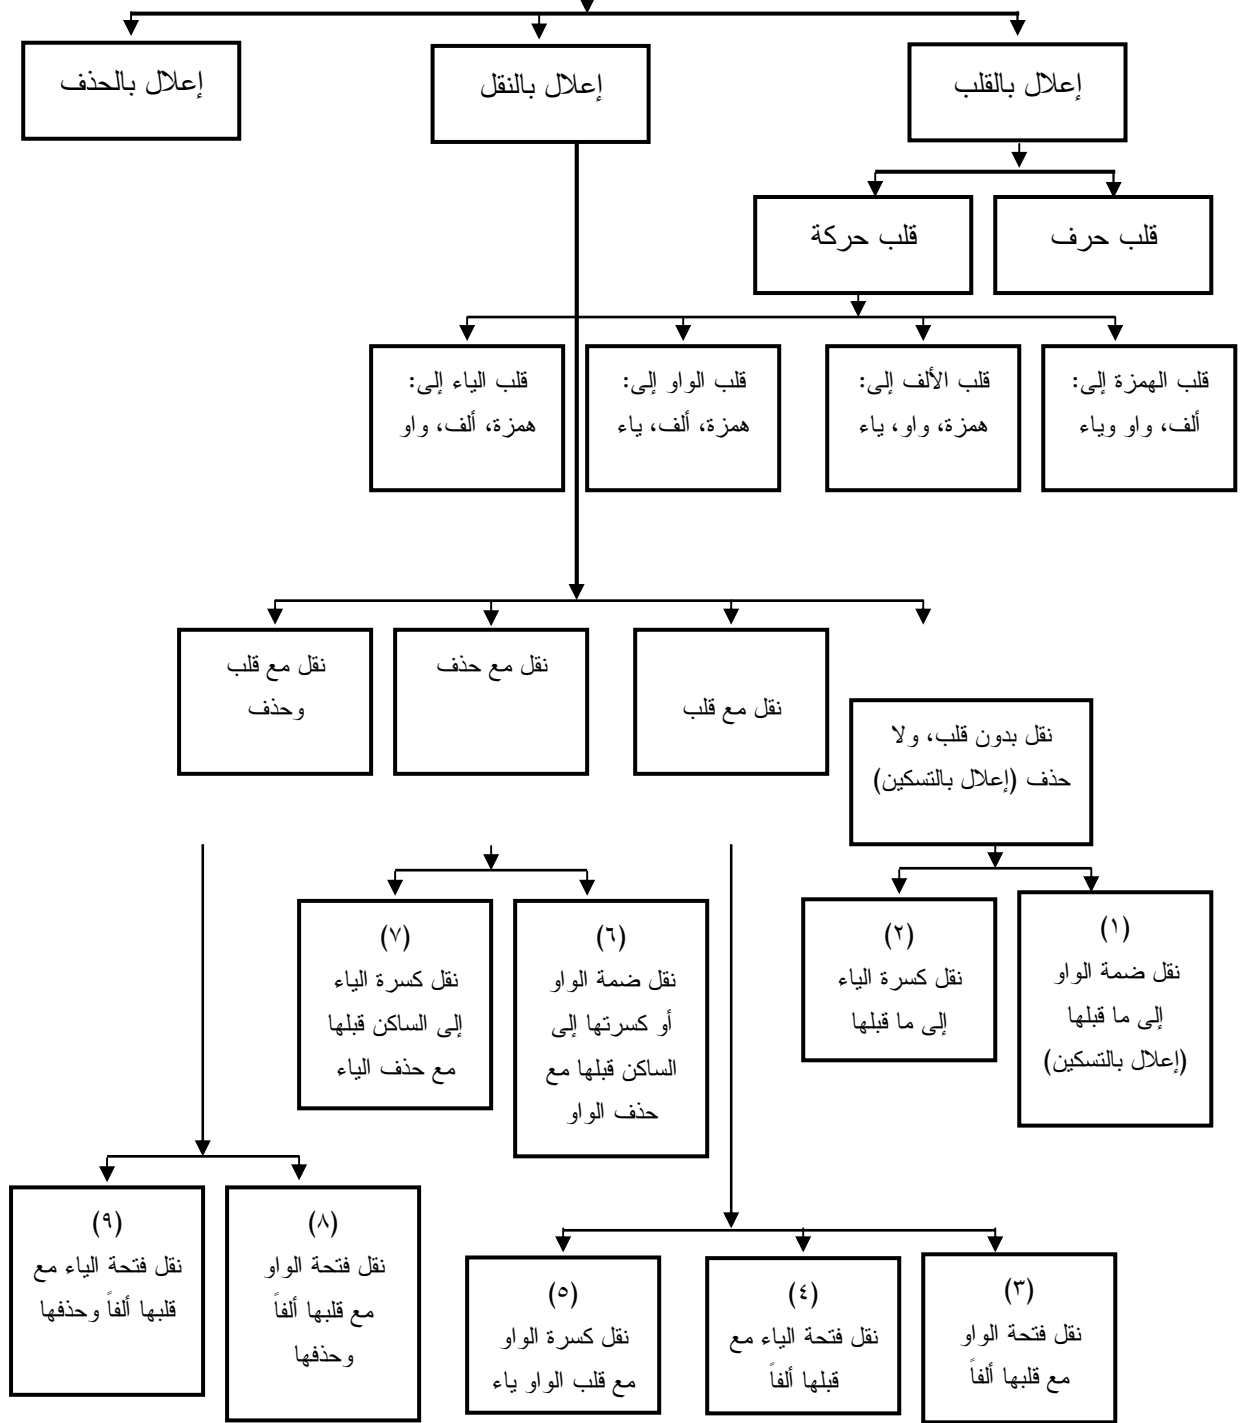 إعلال بالقلب
إعلال بالنقل
إعلال بالحذف
قلب حرف
قلب حركة
قلب الهمزة إلى:
ألف، واو وياء
قلب الألف إلى:
همزة، واو، ياء
قلب الواو إلى:
همزة، ألف، ياء
قلب الياء إلى:
همزة، ألف، واو
نقل بدون قلب، ولا
حذف (إعلال بالتسكين)
نقل مع قلب
نقل مع حذف
نقل مع قلب
وحذف
(١)
نقل ضمة الواو
إلى ما قبلها
(إعلال بالتسكين)
(٢)
نقل كسرة الياء
إلى ما قبلها
(٦)
نقل ضمة الواو
أو كسرتها إلى
الساكن قبلها مع
حذف الواو
(٧)
نقل كسرة الياء
إلى الساكن قبلها
مع حذف الياء
(٣)
نقل فتحة الواو
مع قلبها ألفاً
(٤)
نقل فتحة الياء مع
قبلها ألفاً
(٥)
نقل كسرة الواو
مع قلب الواو ياء
(٨)
نقل فتحة الواو
مع قلبها ألفاً
وحذفها
(٩)
نقل فتحة الياء مع
قلبها ألفاً وحذفها